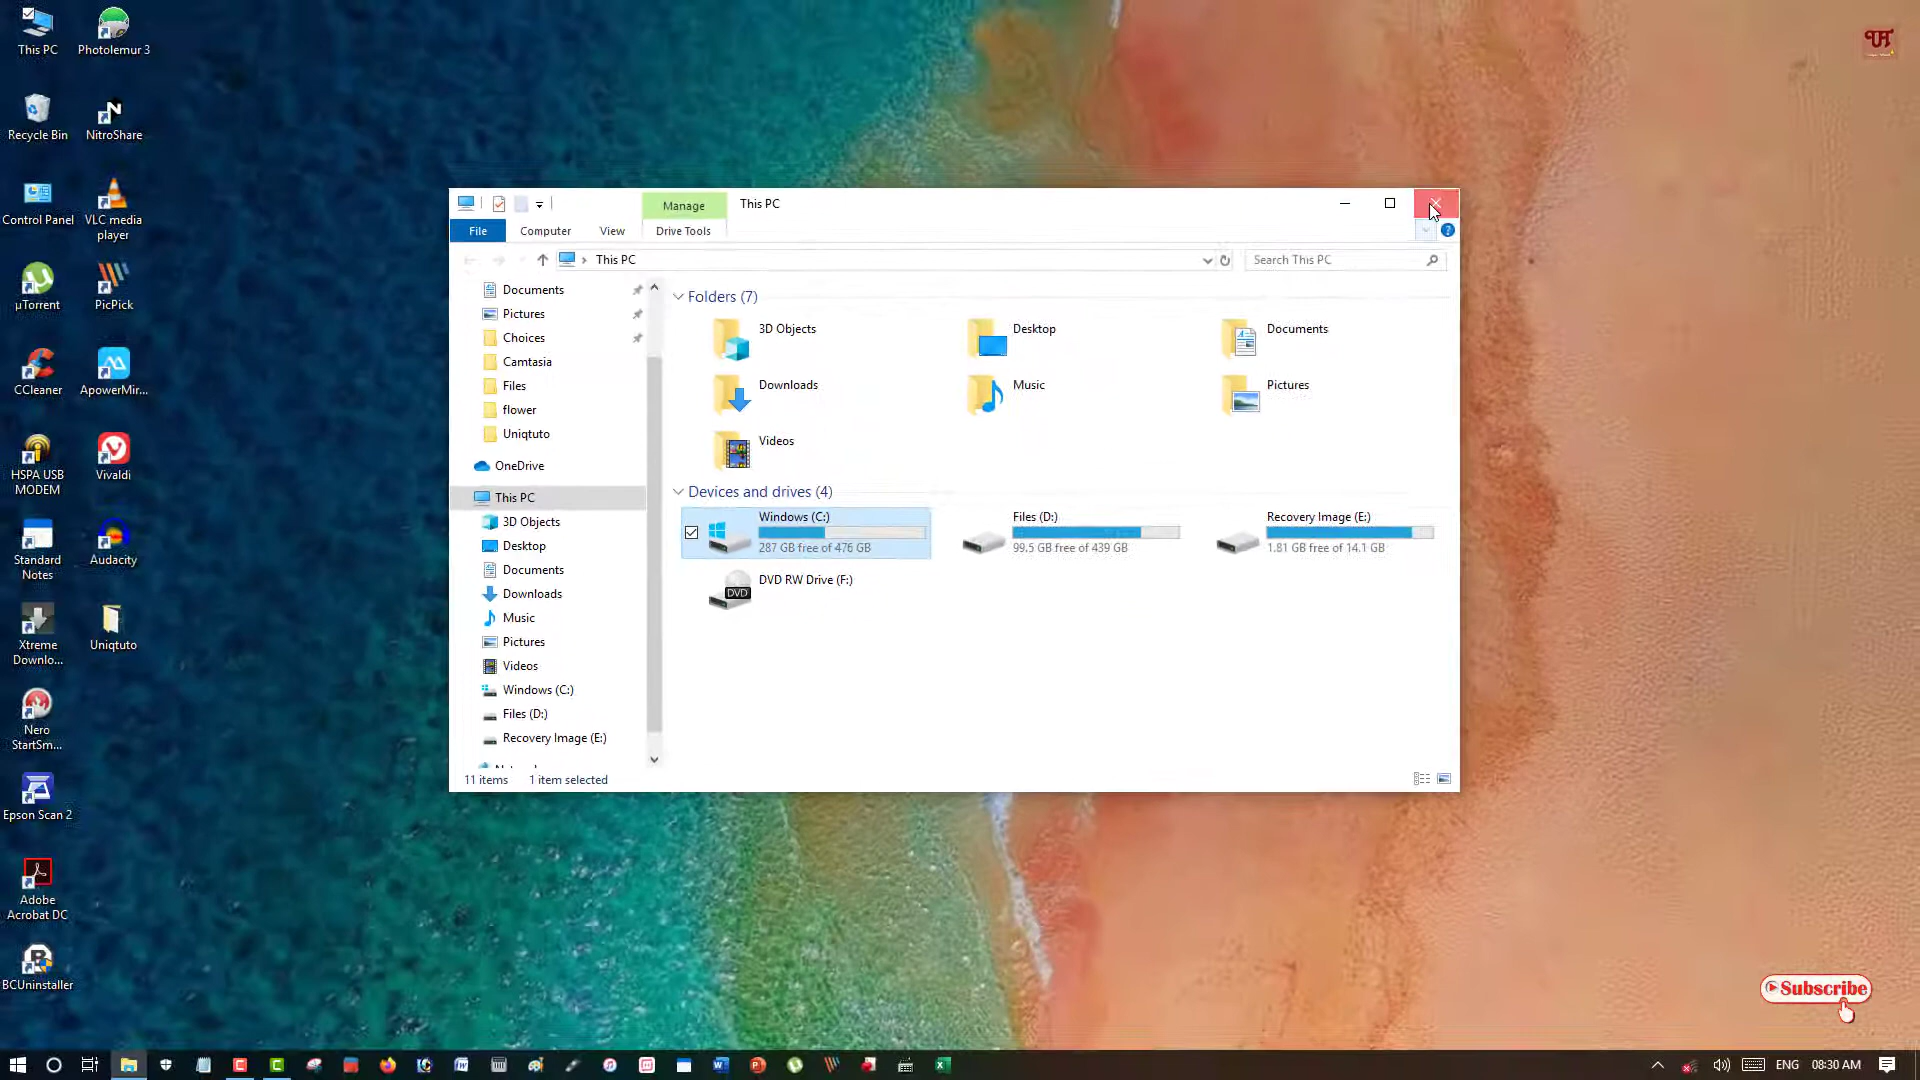 This PC
Photolemur 3
Recycle Bin
NitroShare
Control Panel
VLC media
player
µTorrent
PicPick
CCleaner
ApowerMir...
HSPA USB
MODEM
Vivaldi
Standard
Notes
Audacity
Xtreme
Downlo...
Uniqtuto
Nero
StartSm...
Epson Scan 2
Adobe
Acrobat DC
BCUninstaller
Manage
This PC
File
Computer
View
Drive Tools
This PC
Search This PC
Documents
Pictures
Choices
Camtasia
Files
flower
Uniqtuto
OneDrive
This PC
3D Objects
Desktop
Documents
Downloads
Music
Pictures
Videos
Windows (C:)
Files (D:)
Recovery Image (E:)
Folders (7)
3D Objects
Desktop
Documents
Downloads
Music
Pictures
Videos
Devices and drives (4)
Windows (C:)
287 GB free of 476 GB
Files (D:)
99.5 GB free of 439 GB
Recovery Image (E:)
1.81 GB free of 14.1 GB
DVD
DVD RW Drive (F:)
11 items
1 item selected
Subscribe
ENG
08:30 AM